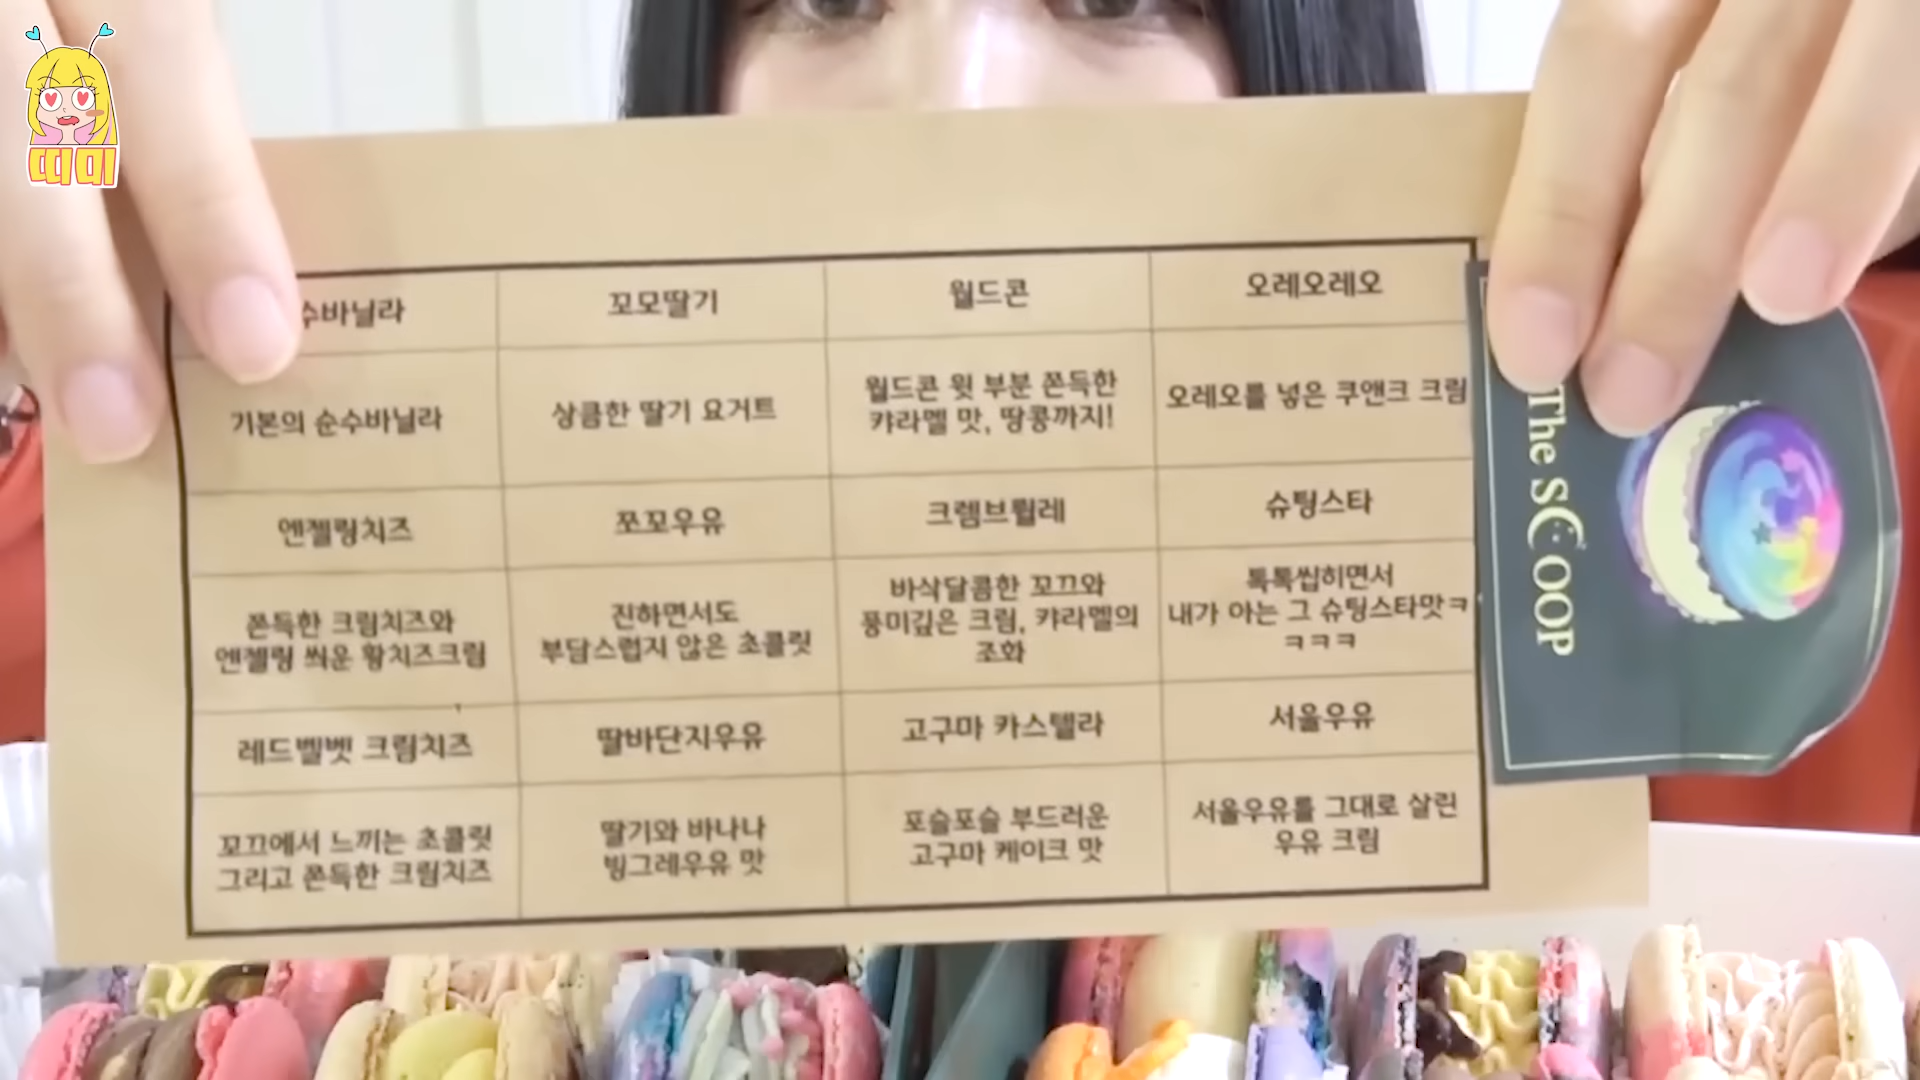 띠미
수바닐라
꼬모딸기
월드콘
오레오레오
기본의 순수바닐라
상큼한 딸기 요거트
월드콘 윗 부분 쫀득한
캬라멜 맛, 땅콩까지!
오레오를 넣은 쿠앤크 크림
엔젤링치즈
쪼꼬우유
크렘브륄레
슈팅스타
쫀득한 크림치즈와
엔젤링 씌운 황치즈크림
진하면서도
부담스럽지 않은 초콜릿
바삭달콤한 꼬끄와
풍미깊은 크림, 캬라멜의
조화
톡톡씹히면서
내가 아는 그 슈팅스타맛ㅋ
ㅋㅋㅋ
레드벨벳 크림치즈
딸바단지우유
고구마 카스텔라
서울우유
꼬끄에서 느끼는 초콜릿
그리고 쫀득한 크림치즈
딸기와 바나나
빙그레우유 맛
포슬포슬 부드러운
고구마 케이크 맛
서울우유를 그대로 살린
우유 크림
The SCOOP